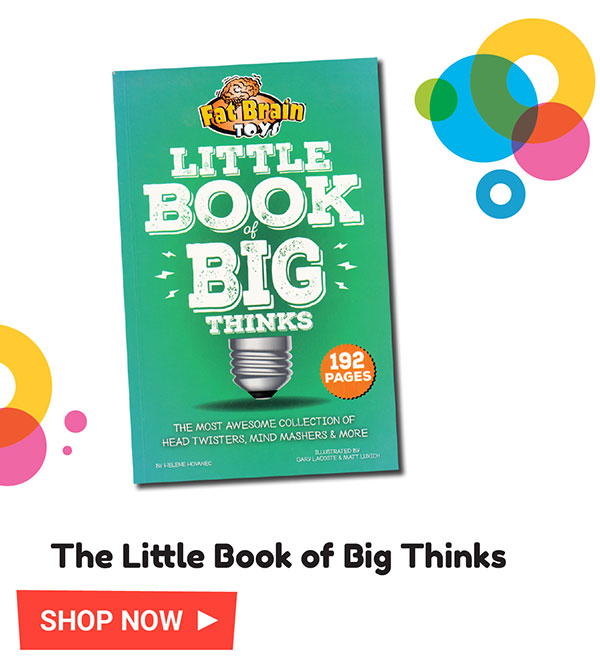 Fat Brain
TOYS
LITTLE
BOOK
of
BIG
THINKS
192
PAGES
THE MOST AWESOME COLLECTION OF
HEAD TWISTERS, MIND MASHERS & MORE
BY HELENE HOVANEC
ILLUSTRATED BY
GARY LACOSTE & MATT LUXICH
The Little Book of Big Thinks
SHOP NOW